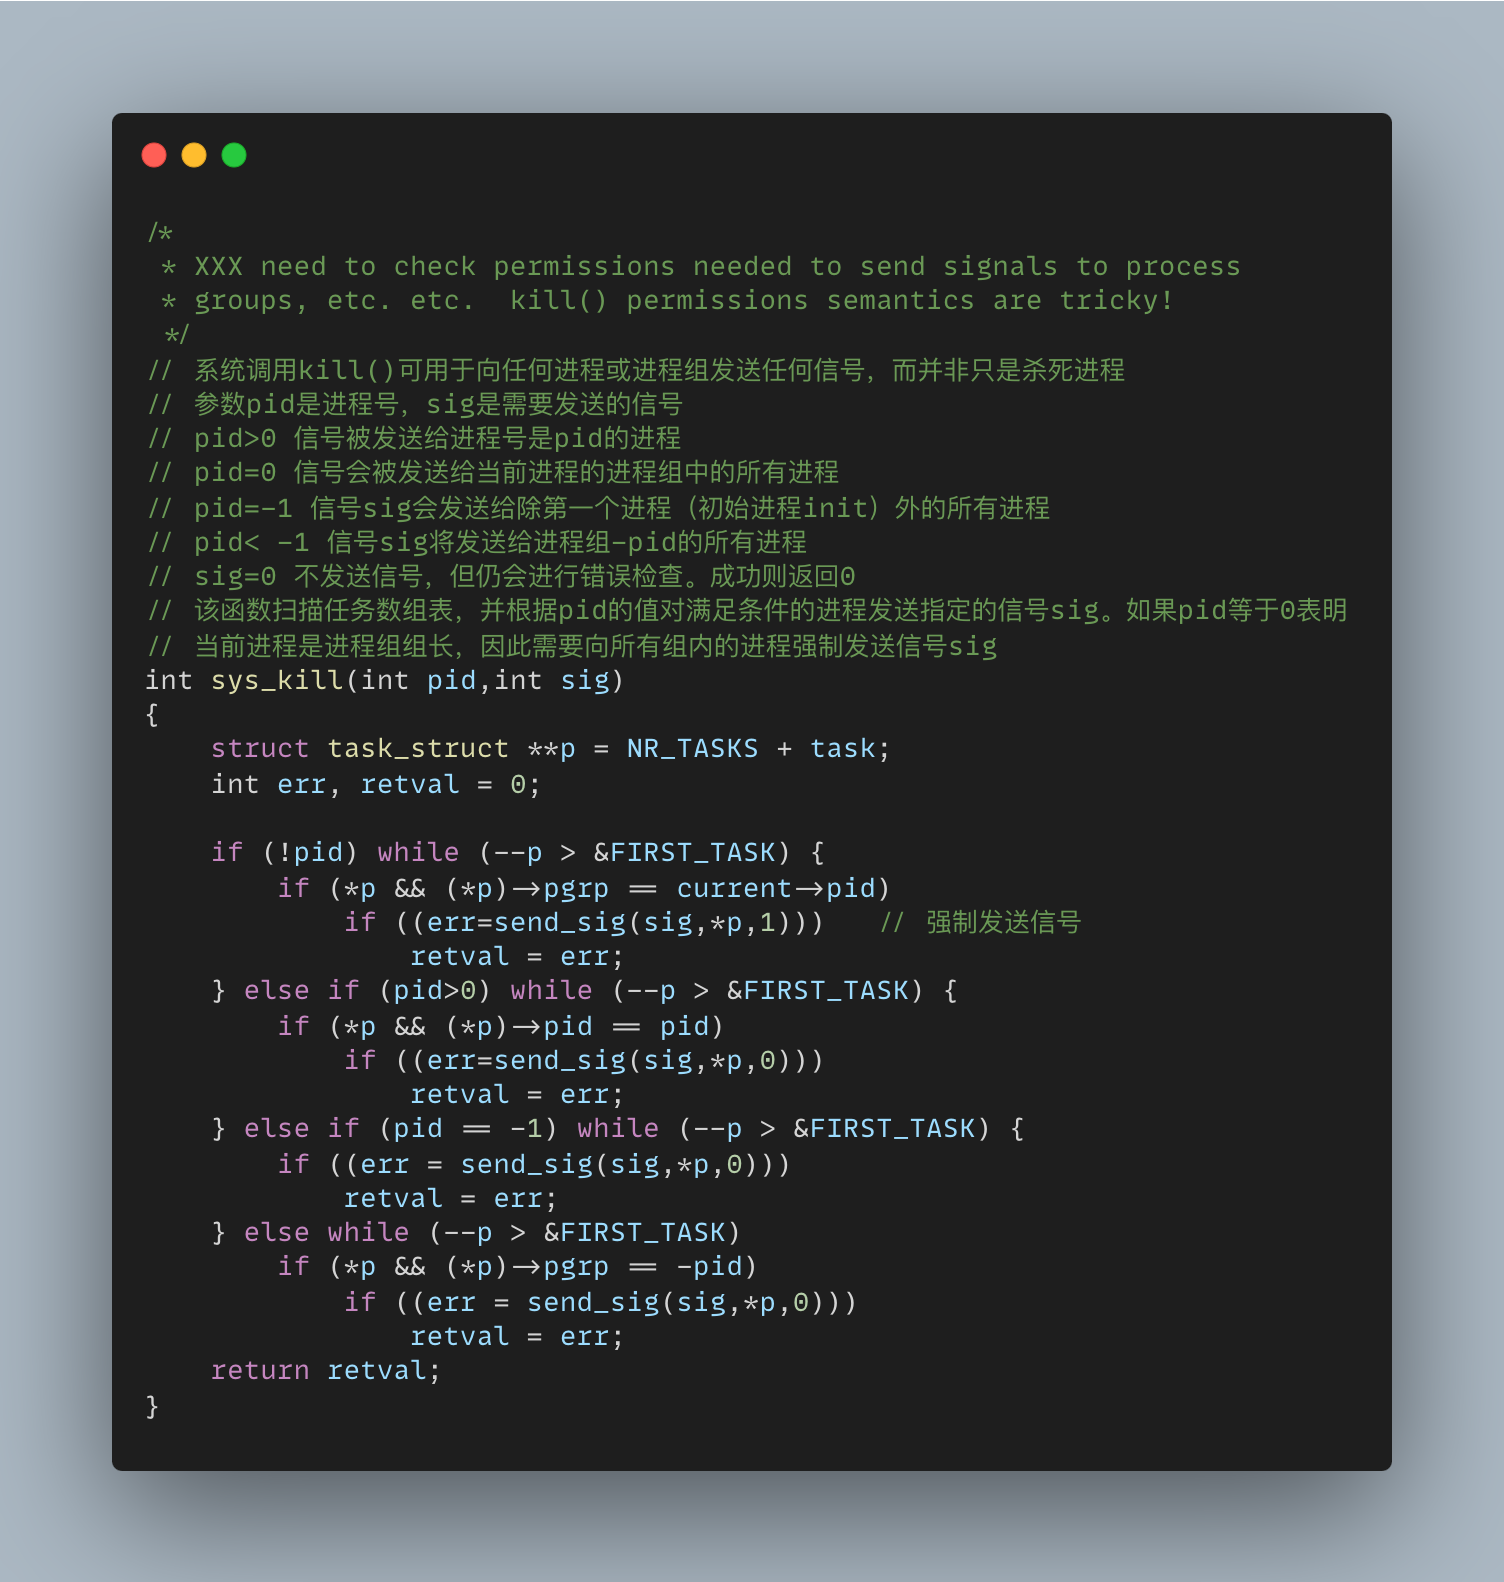 /*
 * XXX need to check permissions needed to send signals to process
 * groups, etc. etc.  kill() permissions semantics are tricky!
 */
// 系统调用kill()可用于向任何进程或进程组发送任何信号，而并非只是杀死进程
// 参数pid是进程号，sig是需要发送的信号
// pid>0 信号被发送给进程号是pid的进程
// pid=0 信号会被发送给当前进程的进程组中的所有进程
// pid=-1 信号sig会发送给除第一个进程（初始进程init）外的所有进程
// pid< -1 信号sig将发送给进程组-pid的所有进程
// sig=0 不发送信号，但仍会进行错误检查。成功则返回0
// 该函数扫描任务数组表，并根据pid的值对满足条件的进程发送指定的信号sig。如果pid等于0表明
// 当前进程是进程组组长，因此需要向所有组内的进程强制发送信号sig
int sys_kill(int pid,int sig)
{
    struct task_struct **p = NR_TASKS + task;
    int err, retval = 0;

    if (!pid) while (--p > &FIRST_TASK) {
        if (*p && (*p)->pgrp == current->pid)
            if ((err=send_sig(sig,*p,1)))   // 强制发送信号
                retval = err;
    } else if (pid>0) while (--p > &FIRST_TASK) {
        if (*p && (*p)->pid == pid)
            if ((err=send_sig(sig,*p,0)))
                retval = err;
    } else if (pid == -1) while (--p > &FIRST_TASK) {
        if ((err = send_sig(sig,*p,0)))
            retval = err;
    } else while (--p > &FIRST_TASK)
        if (*p && (*p)->pgrp == -pid)
            if ((err = send_sig(sig,*p,0)))
                retval = err;
    return retval;
}